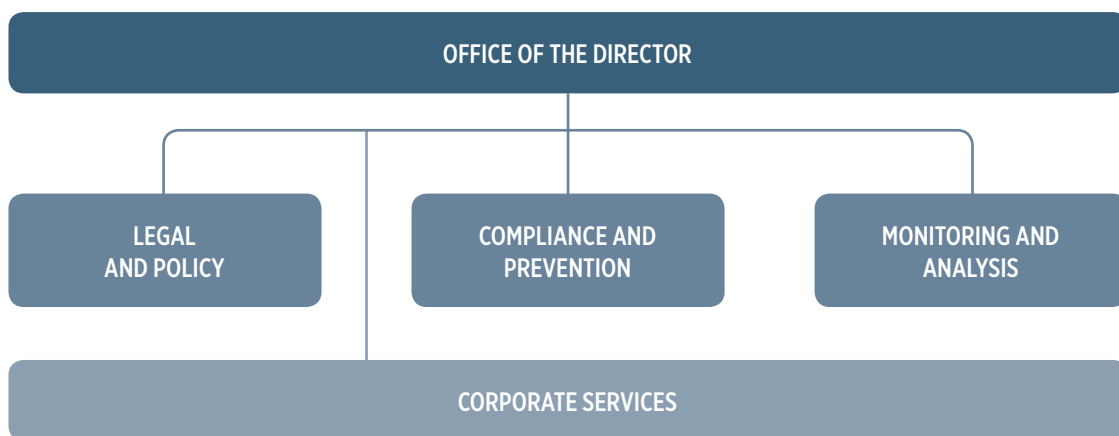 OFFICE OF THE DIRECTOR
LEGAL
AND POLICY
COMPLIANCE AND
PREVENTION
MONITORING AND
ANALYSIS
CORPORATE SERVICES